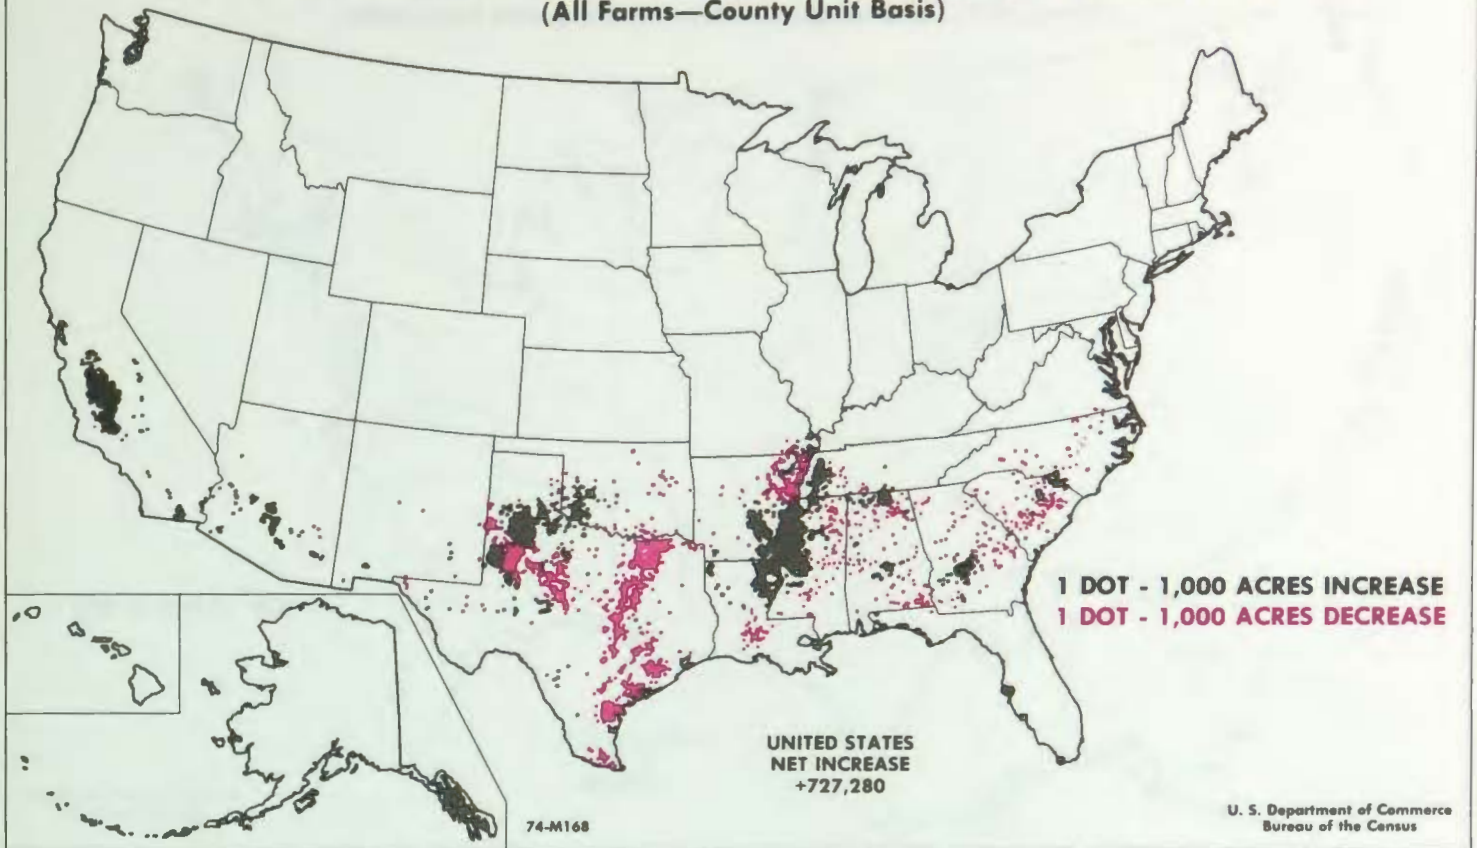 (All Farms—County Unit Basis)
1 DOT - 1,000 ACRES INCREASE
1 DOT - 1,000 ACRES DECREASE
UNITED STATES
NET INCREASE
+727,280
74-M168
U. S. Department of Commerce
Bureau of the Census